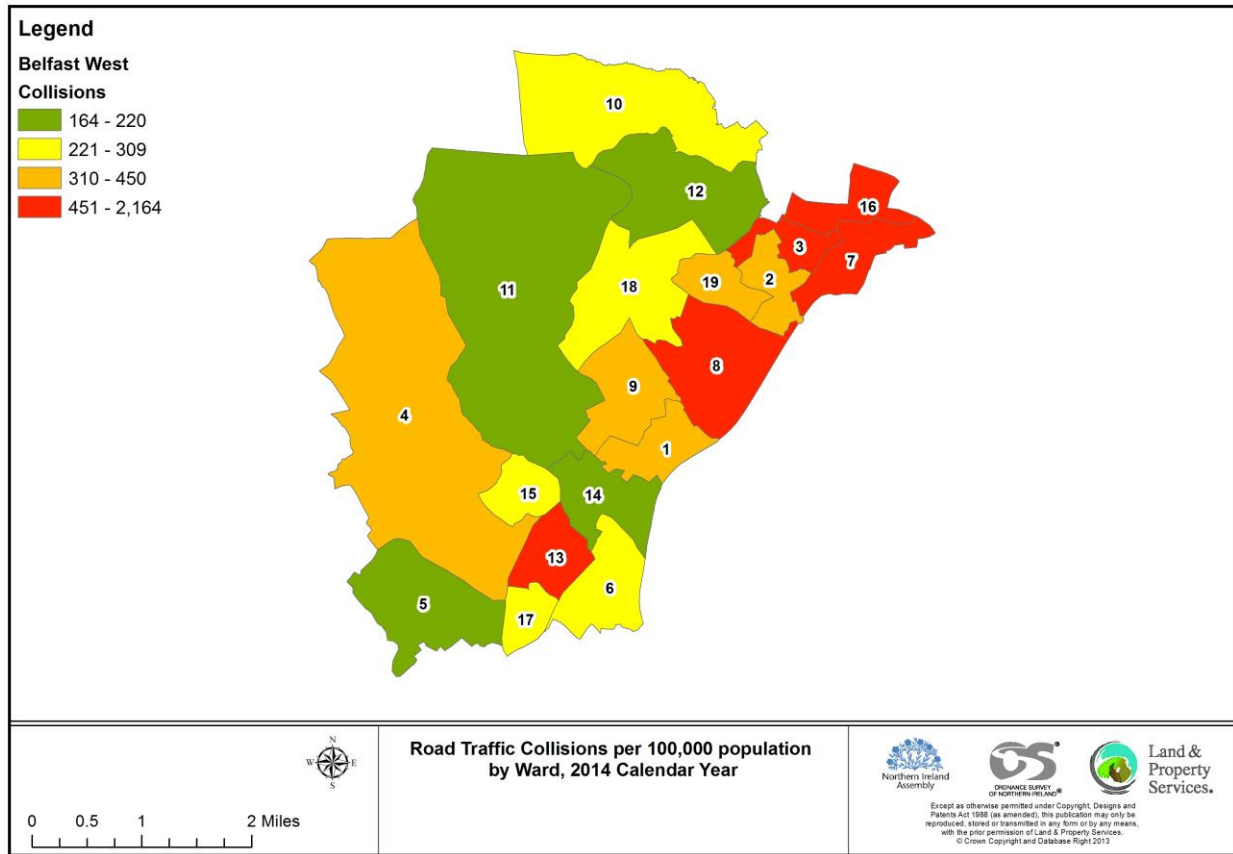 Legend
Belfast West
Collisions
164 - 220
221 - 309
310 - 450
451 - 2,164
10
12
16
3
7
2
19
18
11
8
9
4
1
15
14
13
6
5
17
N
W E
S
0 0.5 1 2 Miles
Road Traffic Collisions per 100,000 population
by Ward, 2014 Calendar Year
Northern Ireland
Assembly
OS®
ORDNANCE SURVEY
OF NORTHERN IRELAND®
Land &
Property
Services.
Except as otherwise permitted under Copyright, Designs and
Patents Act 1988 (as amended), this publication may only be
reproduced, stored or transmitted in any form or by any means,
with the prior permission of Land & Property Services.
© Crown Copyright and Database Right 2013